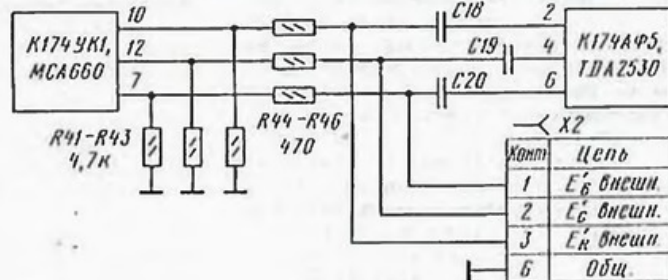 10
C18
2
К174УК1,
MCA660
12
C19
4
К174АФ5,
TDA2530
7
C20
6
R41-R43
4,7к
R44-R46
470
X2
Конт
Цепь
1
E'Б внешн.
2
E'G внешн.
3
E'R внешн.
6
Общ.